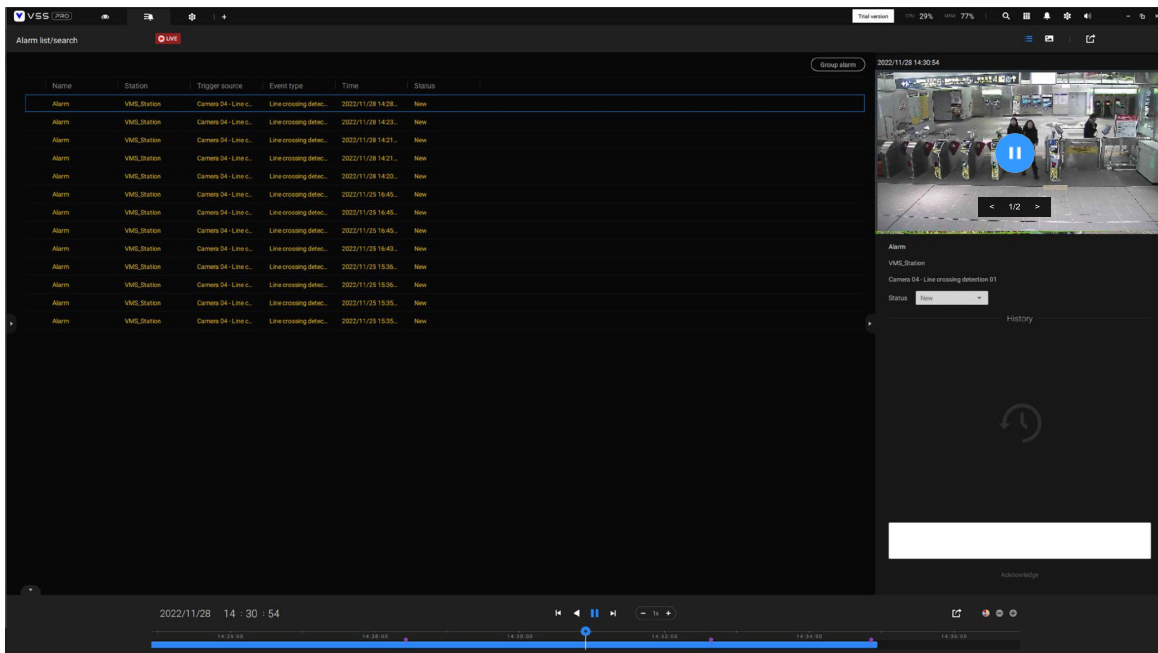 VSS PRO
Trial version CPU 29% MEM 77%
Alarm list/search
LIVE
Group alarm
2022/11/28 14:30:54
Name Station Trigger source Event type Time Status
Alarm VMS_Station Camera 04 - Line c... Line crossing detec... 2022/11/28 14:28... New
Alarm VMS_Station Camera 04 - Line c... Line crossing detec... 2022/11/28 14:23... New
Alarm VMS_Station Camera 04 - Line c... Line crossing detec... 2022/11/28 14:21... New
Alarm VMS_Station Camera 04 - Line c... Line crossing detec... 2022/11/28 14:21... New
Alarm VMS_Station Camera 04 - Line c... Line crossing detec... 2022/11/28 14:20... New
Alarm VMS_Station Camera 04 - Line c... Line crossing detec... 2022/11/25 16:45... New
Alarm VMS_Station Camera 04 - Line c... Line crossing detec... 2022/11/25 16:45... New
Alarm VMS_Station Camera 04 - Line c... Line crossing detec... 2022/11/25 16:45... New
Alarm VMS_Station Camera 04 - Line c... Line crossing detec... 2022/11/25 16:43... New
Alarm VMS_Station Camera 04 - Line c... Line crossing detec... 2022/11/25 15:36... New
Alarm VMS_Station Camera 04 - Line c... Line crossing detec... 2022/11/25 15:36... New
Alarm VMS_Station Camera 04 - Line c... Line crossing detec... 2022/11/25 15:35... New
Alarm VMS_Station Camera 04 - Line c... Line crossing detec... 2022/11/25 15:35... New
< 1/2 >
Alarm
VMS_Station
Camera 04 - Line crossing detection 01
Status New
History
Acknowledge
2022/11/28 14 : 30 : 54
1x
14:28:00 14:30:00 14:32:00 14:34:00 14:36:00